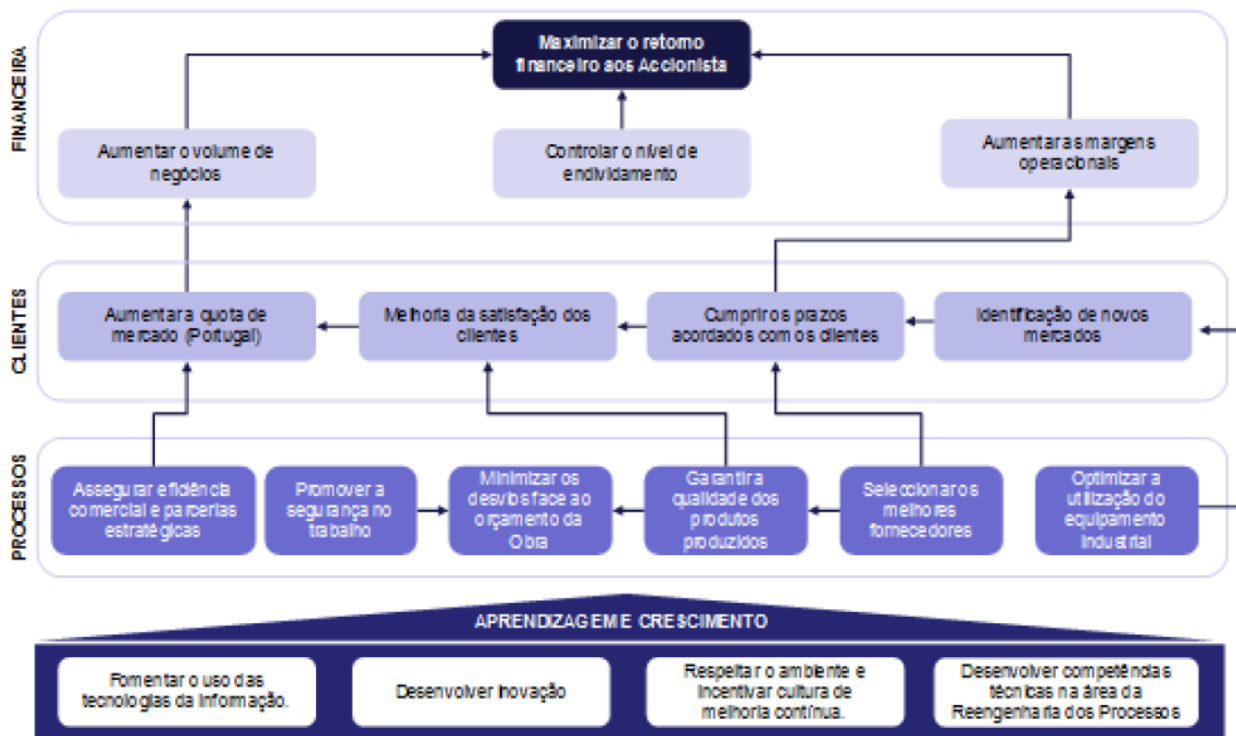 FINANCEIRA
Maximizar o retorno
financeiro aos Accionista
Aumentar o volume de
negócios
Controlar o nível de
endividamento
Aumentar as margens
operacionais
CLIENTES
Aumentar a quota de
mercado (Portugal)
Melhoria da satisfação dos
clientes
Cumprir os prazos
acordados com os clientes
Identificação de novos
mercados
PROCESSOS
Assegurar eficiência
comercial e parcerias
estratégicas
Promover a
segurança no
trabalho
Minimizar os
desvios face ao
orçamento da
Obra
Garantir a
qualidade dos
produtos
produzidos
Seleccionar os
melhores
fornecedores
Optimizar a
utilização do
equipamento
Industrial
APRENDIZAGEM E CRESCIMENTO
Fomentar o uso das
tecnologias da Informação.
Desenvolver Inovação
Respeitar o ambiente e
Incentivar cultura de
melhoria contínua.
Desenvolver competências
técnicas na área da
Reengenharia dos Processos